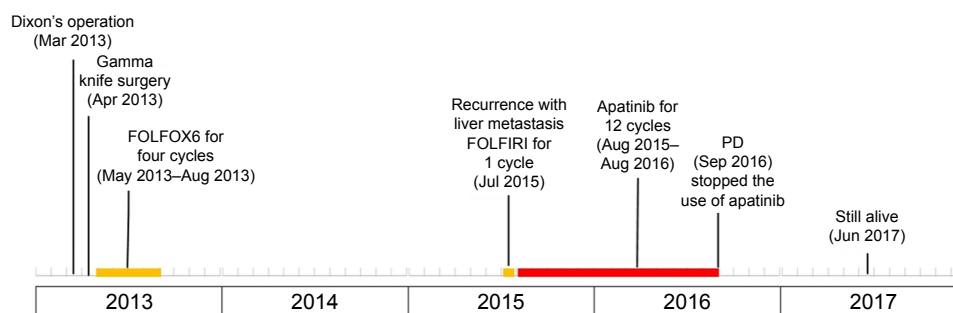 Dixon's operation
(Mar 2013)
Gamma
knife surgery
(Apr 2013)
FOLFOX6 for
four cycles
(May 2013–Aug 2013)
Recurrence with
liver metastasis
FOLFIRI for
1 cycle
(Jul 2015)
Apatinib for
12 cycles
(Aug 2015–
Aug 2016)
PD
(Sep 2016)
stopped the
use of apatinib
Still alive
(Jun 2017)
2013
2014
2015
2016
2017